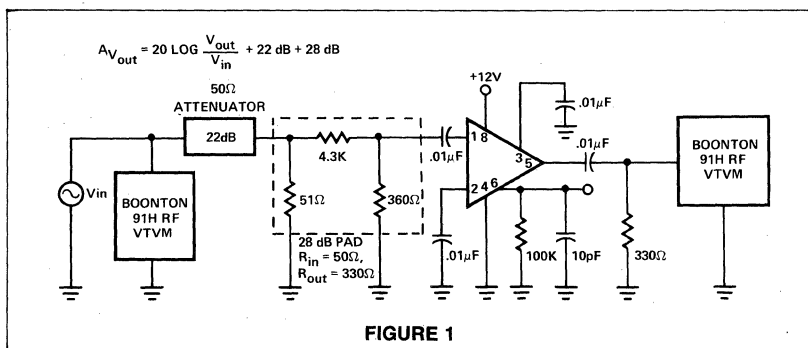 A_Vout = 20 LOG V_out / V_in + 22 dB + 28 dB
50Ω
ATTENUATOR
22dB
Vin
BOONTON
91H RF
VTVM
51Ω
4.3K
360Ω
28 dB PAD
R_in = 50Ω,
R_out = 330Ω
.01μF
.01μF
+12V
1
8
2
4
6
3
5
.01μF
100K
10pF
.01μF
330Ω
BOONTON
91H RF
VTVM
FIGURE 1